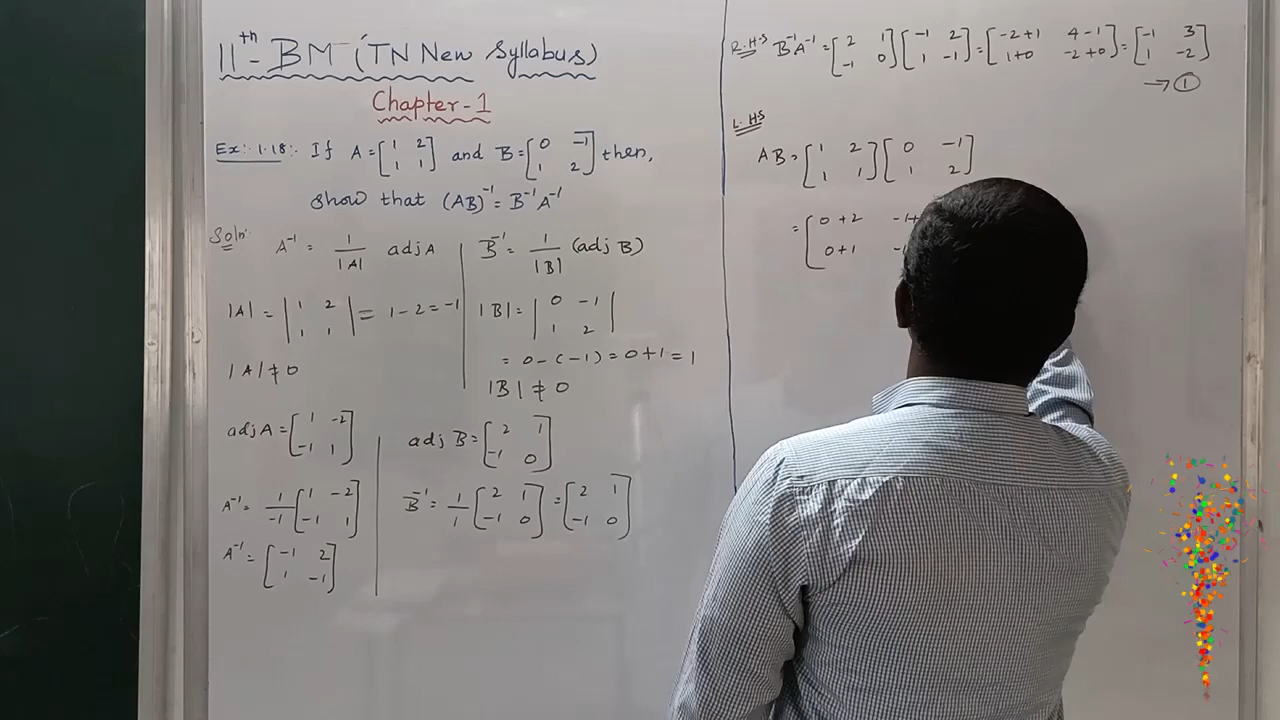 11th - BM (TN New Syllabus)
Chapter - 1
Ex:- 1.18:- If A = [1 2; 1 1] and B = [0 -1; 1 2] then,
show that (AB)⁻¹ = B⁻¹A⁻¹
Soln:
A⁻¹ = 1/|A| adj A
|A| = |1 2; 1 1| = 1 - 2 = -1
|A| ≠ 0
B⁻¹ = 1/|B| (adj B)
|B| = |0 -1; 1 2|
= 0 - (-1) = 0 + 1 = 1
|B| ≠ 0
adj A = [1 -2; -1 1]
A⁻¹ = 1/-1 [1 -2; -1 1]
A⁻¹ = [-1 2; 1 -1]
adj B = [2 1; -1 0]
B⁻¹ = 1/1 [2 1; -1 0] = [2 1; -1 0]
R.H.S B⁻¹A⁻¹ = [2 1; -1 0] [-1 2; 1 -1] = [-2+1 4-1; 1+0 -2+0] = [-1 3; 1 -2]
→ ①
L.HS
AB = [1 2; 1 1] [0 -1; 1 2]
= [0+2 -1+; 0+1 -1